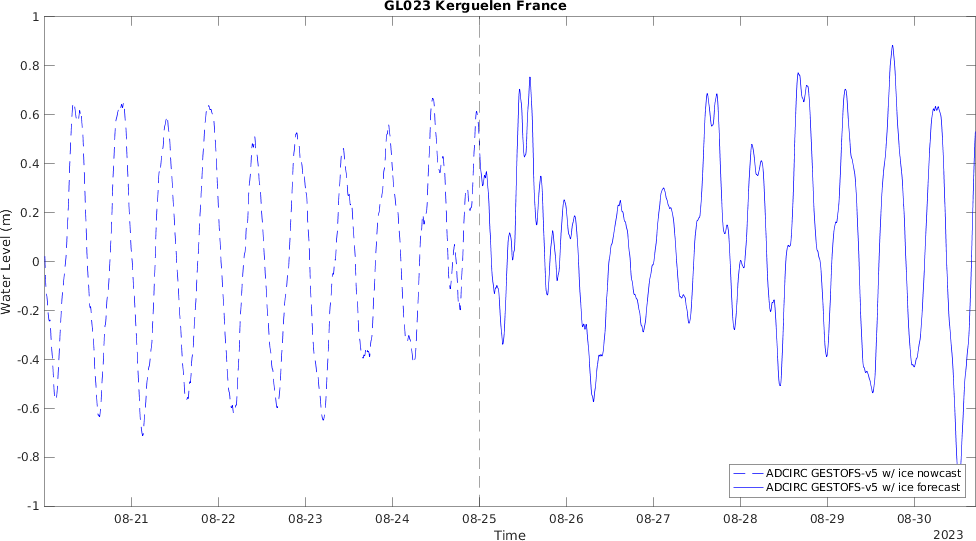 GL023 Kerguelen France
1
0.8
0.6
0.4
0.2
0
-0.2
-0.4
-0.6
-0.8
-1
Water Level (m)
ADCIRC GESTOFS-v5 w/ ice nowcast
ADCIRC GESTOFS-v5 w/ ice forecast
08-21 08-22 08-23 08-24 08-25 08-26 08-27 08-28 08-29 08-30
Time
2023